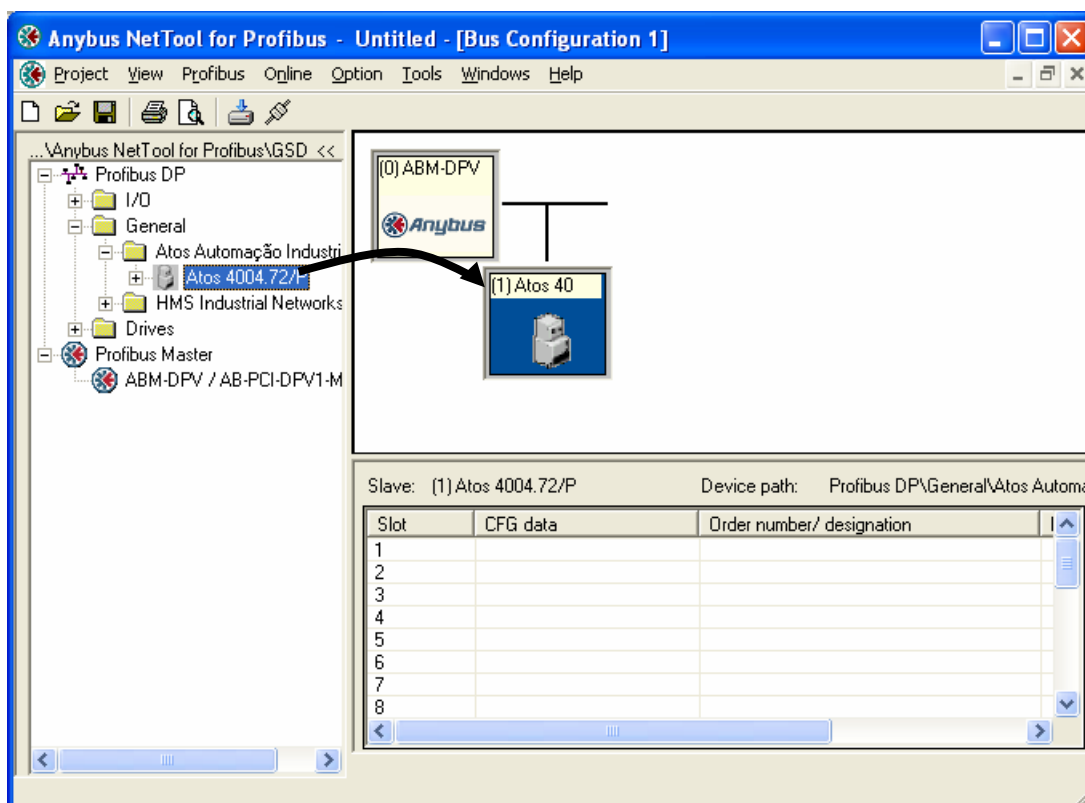 Anybus NetTool for Profibus - Untitled - [Bus Configuration 1]
Project View Profibus Online Option Tools Windows Help
...\Anybus NetTool for Profibus\GSD <<
Profibus DP
I/O
General
Atos Automação Industri
Atos 4004.72/P
HMS Industrial Networks
Drives
Profibus Master
ABM-DPV / AB-PCI-DPV1-M
(0) ABM-DPV
Anybus
(1) Atos 40
Slave: (1) Atos 4004.72/P Device path: Profibus DP\General\Atos Automa
Slot CFG data Order number/ designation I
1
2
3
4
5
6
7
8